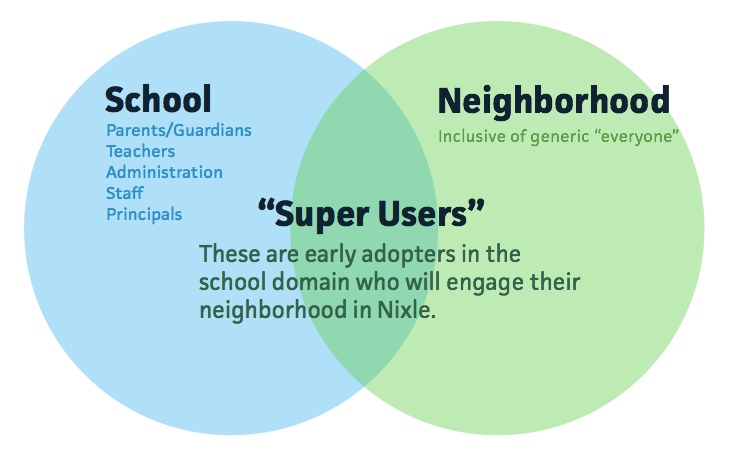 School
Parents/Guardians
Teachers
Administration
Staff
Principals
Neighborhood
Inclusive of generic “everyone”
“Super Users”
These are early adopters in the
school domain who will engage their
neighborhood in Nixle.